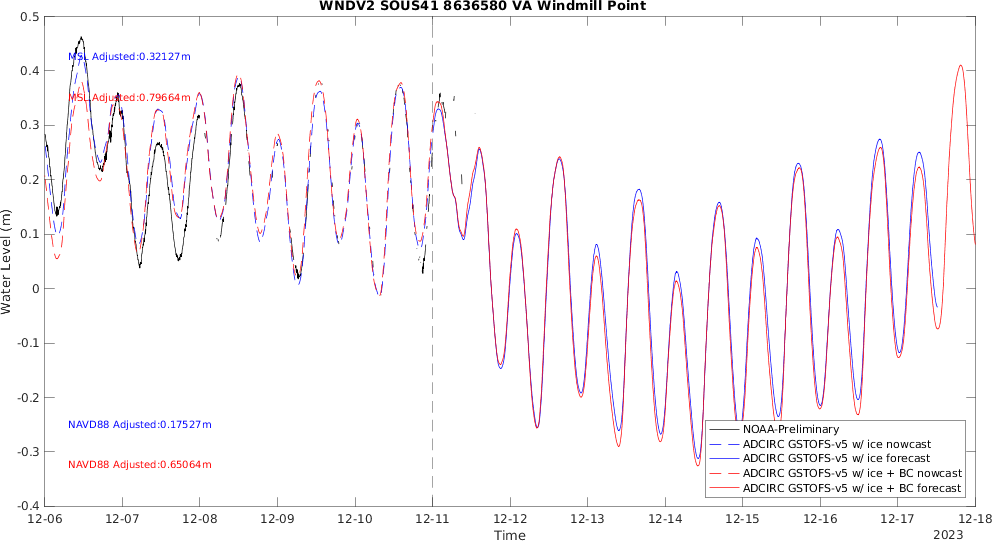 WNDV2 SOUS41 8636580 VA Windmill Point
0.5
0.4
0.3
0.2
0.1
0
-0.1
-0.2
-0.3
-0.4
Water Level (m)
MSL Adjusted:0.32127m
MSL Adjusted:0.79664m
NAVD88 Adjusted:0.17527m
NAVD88 Adjusted:0.65064m
NOAA-Preliminary
ADCIRC GSTOFS-v5 w/ ice nowcast
ADCIRC GSTOFS-v5 w/ ice forecast
ADCIRC GSTOFS-v5 w/ ice + BC nowcast
ADCIRC GSTOFS-v5 w/ ice + BC forecast
12-06 12-07 12-08 12-09 12-10 12-11 12-12 12-13 12-14 12-15 12-16 12-17 12-18
Time
2023